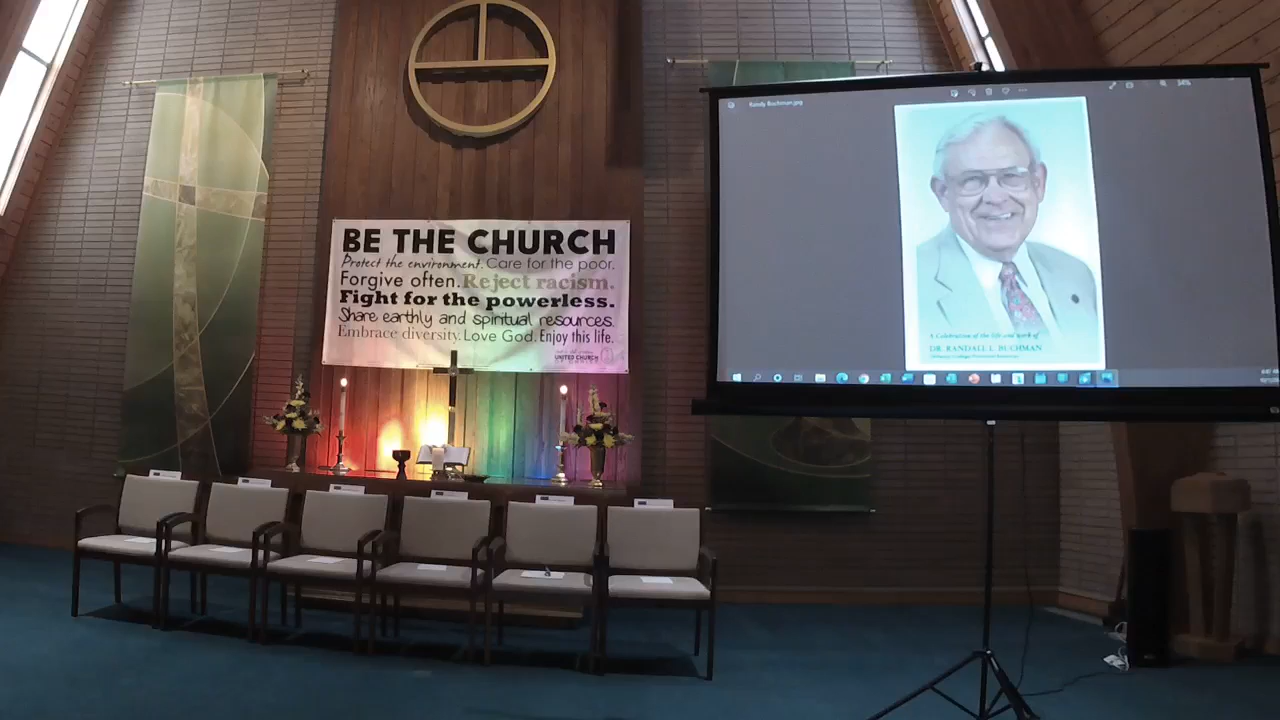 BE THE CHURCH
Protect the environment. Care for the poor.
Forgive often. Reject racism.
Fight for the powerless.
Share earthly and spiritual resources.
Embrace diversity. Love God. Enjoy this life.
UNITED CHURCH
OF CHRIST
Randy Buchman.jpg
A Celebration of the life and work of
DR. RANDALL L. BUCHMAN